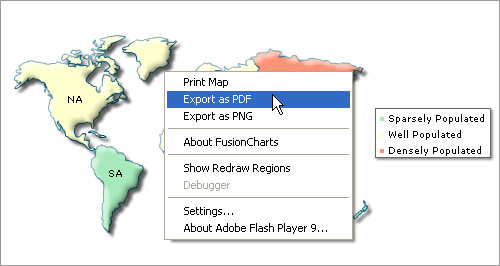 NA
SA
Print Map
Export as PDF
Export as PNG
About FusionCharts
Show Redraw Regions
Debugger
Settings...
About Adobe Flash Player 9...
Sparsely Populated
Well Populated
Densely Populated